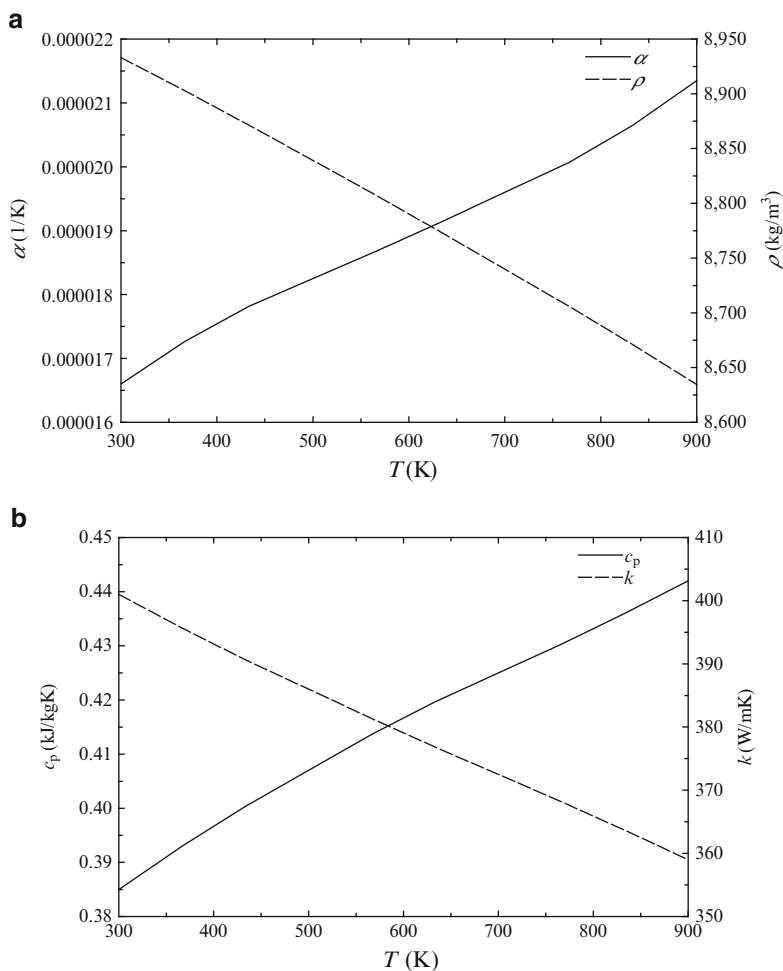 a
0.000022
0.000021
0.000020
0.000019
0.000018
0.000017
0.000016
α (1/K)
α
ρ
8,950
8,900
8,850
8,800
8,750
8,700
8,650
8,600
ρ (kg/m³)
300 400 500 600 700 800 900
T (K)
b
0.45
0.44
0.43
0.42
0.41
0.40
0.39
0.38
cp (kJ/kgK)
cp
k
410
400
390
380
370
360
350
k (W/mK)
300 400 500 600 700 800 900
T (K)